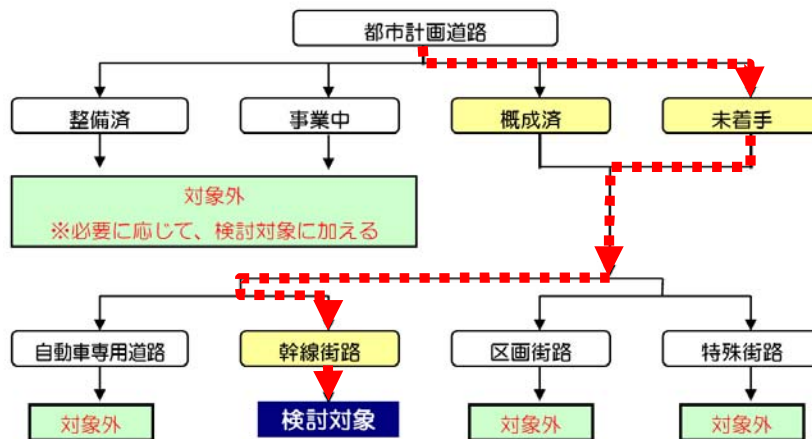 都市計画道路
整備済
事業中
概成済
未着手
対象外
※必要に応じて、検討対象に加える
自動車専用道路
幹線街路
区画街路
特殊街路
対象外
検討対象
対象外
対象外